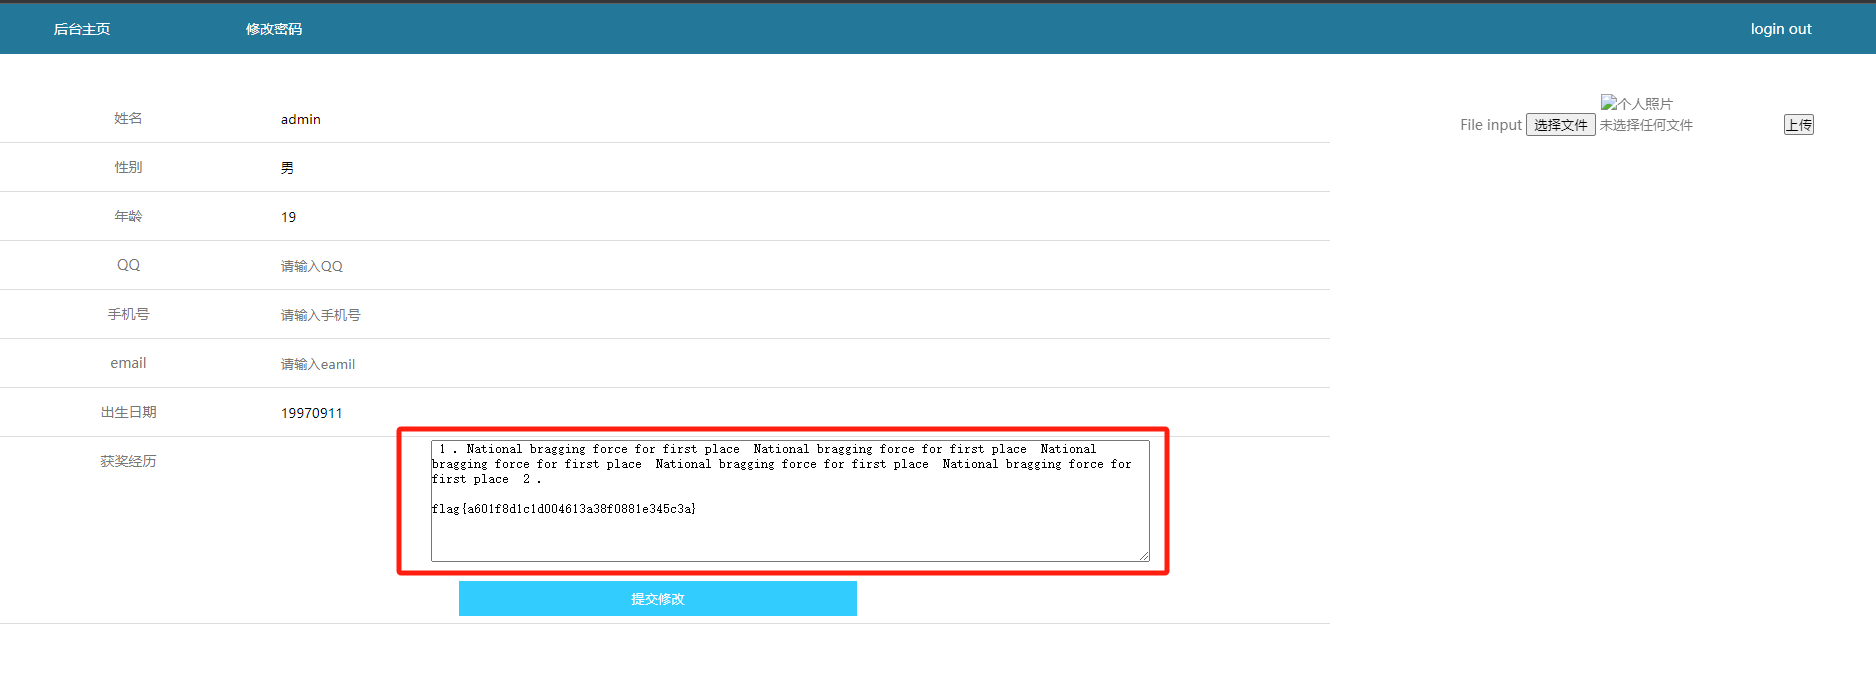 后台主页 修改密码 login out
个人照片
File input 选择文件 未选择任何文件 上传
姓名 admin
性别 男
年龄 19
QQ 请输入QQ
手机号 请输入手机号
email 请输入eamil
出生日期 19970911
获奖经历
1 . National bragging force for first place National bragging force for first place National
bragging force for first place National bragging force for first place National bragging force for
first place 2 .
flag{a601f8d1c1d004613a38f0881e345c3a}
提交修改